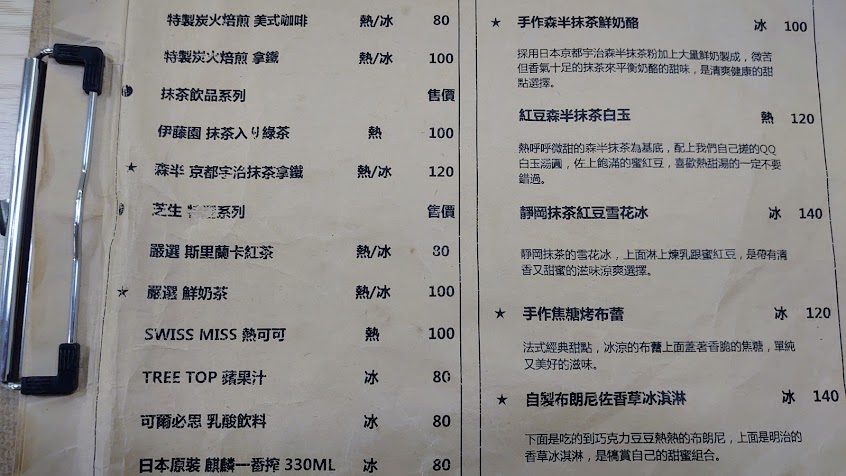 特製炭火焙煎 美式咖啡 熱/冰 80
特製炭火焙煎 拿鐵 熱/冰 100
抹茶飲品系列 售價
伊藤園 抹茶入り綠茶 熱 100
★ 森半 京都宇治抹茶拿鐵 熱/冰 120
芝生 系列 售價
嚴選 斯里蘭卡紅茶 熱/冰 80
★ 嚴選 鮮奶茶 熱/冰 100
SWISS MISS 熱可可 熱 100
TREE TOP 蘋果汁 冰 80
可爾必思 乳酸飲料 冰 80
日本原裝 麒麟一番搾 330ML 冰 80
★ 手作森半抹茶鮮奶酪 冰 100
採用日本京都宇治森半抹茶粉加上大量鮮奶製成，微苦
但香氣十足的抹茶來平衡奶酪的甜味，是清爽健康的甜
點選擇。
紅豆森半抹茶白玉 熱 120
熱呼呼微甜的森半抹茶為基底，配上我們自己搓的QQ
白玉湯圓，佐上飽滿的蜜紅豆，喜歡熱甜湯的一定不要
錯過。
靜岡抹茶紅豆雪花冰 冰 140
靜岡抹茶的雪花冰，上面淋上煉乳跟蜜紅豆，是帶有清
香又甜蜜的滋味涼爽選擇。
★ 手作焦糖烤布蕾 冰 120
法式經典甜點，冰涼的布蕾上面蓋著香脆的焦糖，單純
又美好的滋味。
★ 自製布朗尼佐香草冰淇淋 冰 140
下面是吃的到巧克力豆豆熱熱的布朗尼，上面是明治的
香草冰淇淋，是犒賞自己的甜蜜組合。